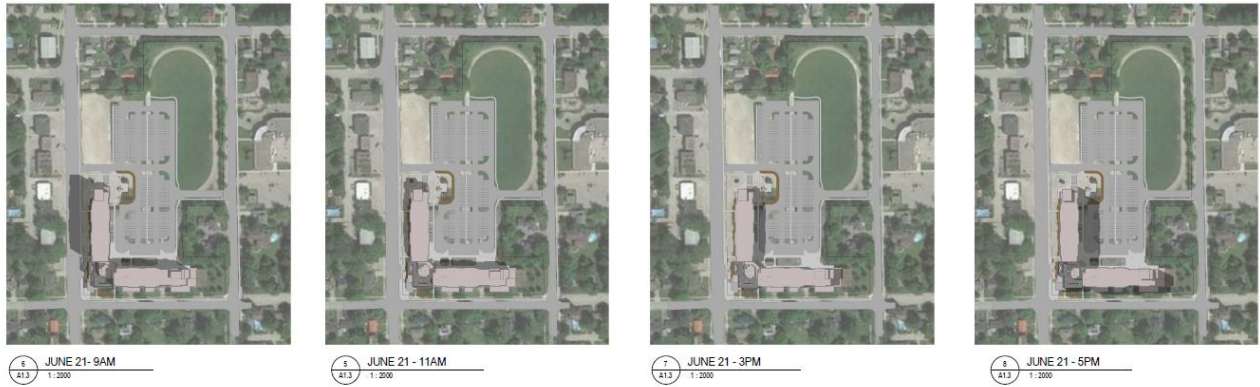 6 JUNE 21- 9AM
A1.3 1 : 2000
5 JUNE 21 - 11AM
A1.3 1 : 2000
7 JUNE 21 - 3PM
A1.3 1 : 2000
8 JUNE 21 - 5PM
A1.3 1 : 2000